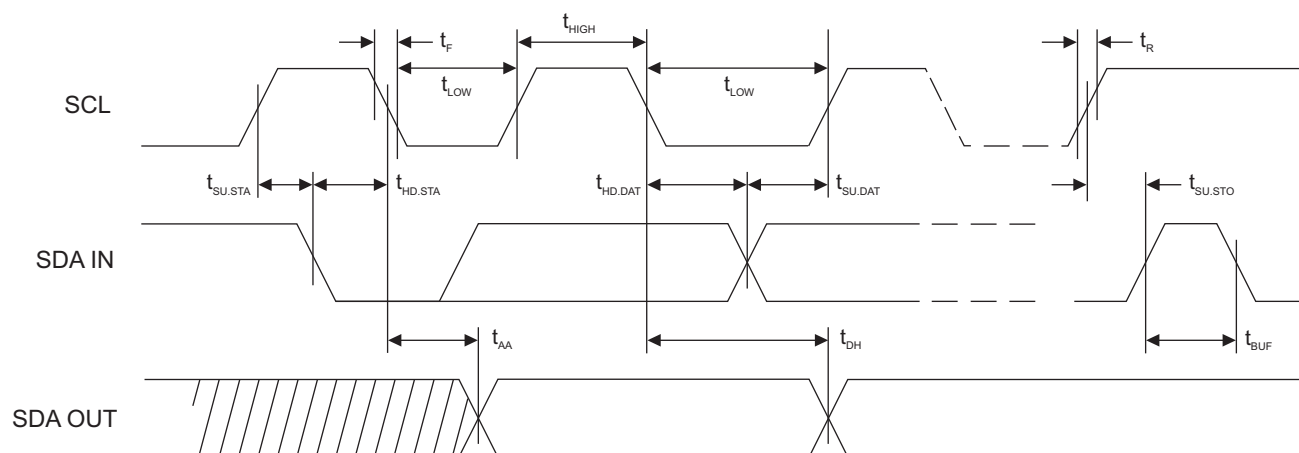 t_HIGH
t_F t_R
t_LOW t_LOW
SCL
t_SU.STA t_HD.STA t_HD.DAT t_SU.DAT t_SU.STO
SDA IN
t_AA t_DH t_BUF
SDA OUT